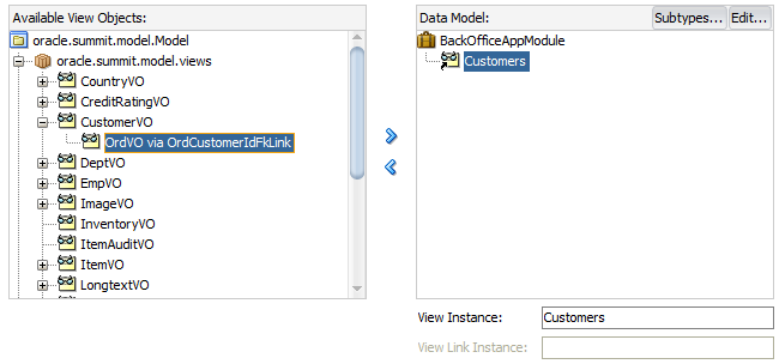 Available View Objects:
oracle.summit.model.Model
oracle.summit.model.views
CountryVO
CreditRatingVO
CustomerVO
OrdVO via OrdCustomerIdFkLink
DeptVO
EmpVO
ImageVO
InventoryVO
ItemAuditVO
ItemVO
LongtextVO
Data Model:
Subtypes... Edit...
BackOfficeAppModule
Customers
View Instance: Customers
View Link Instance: